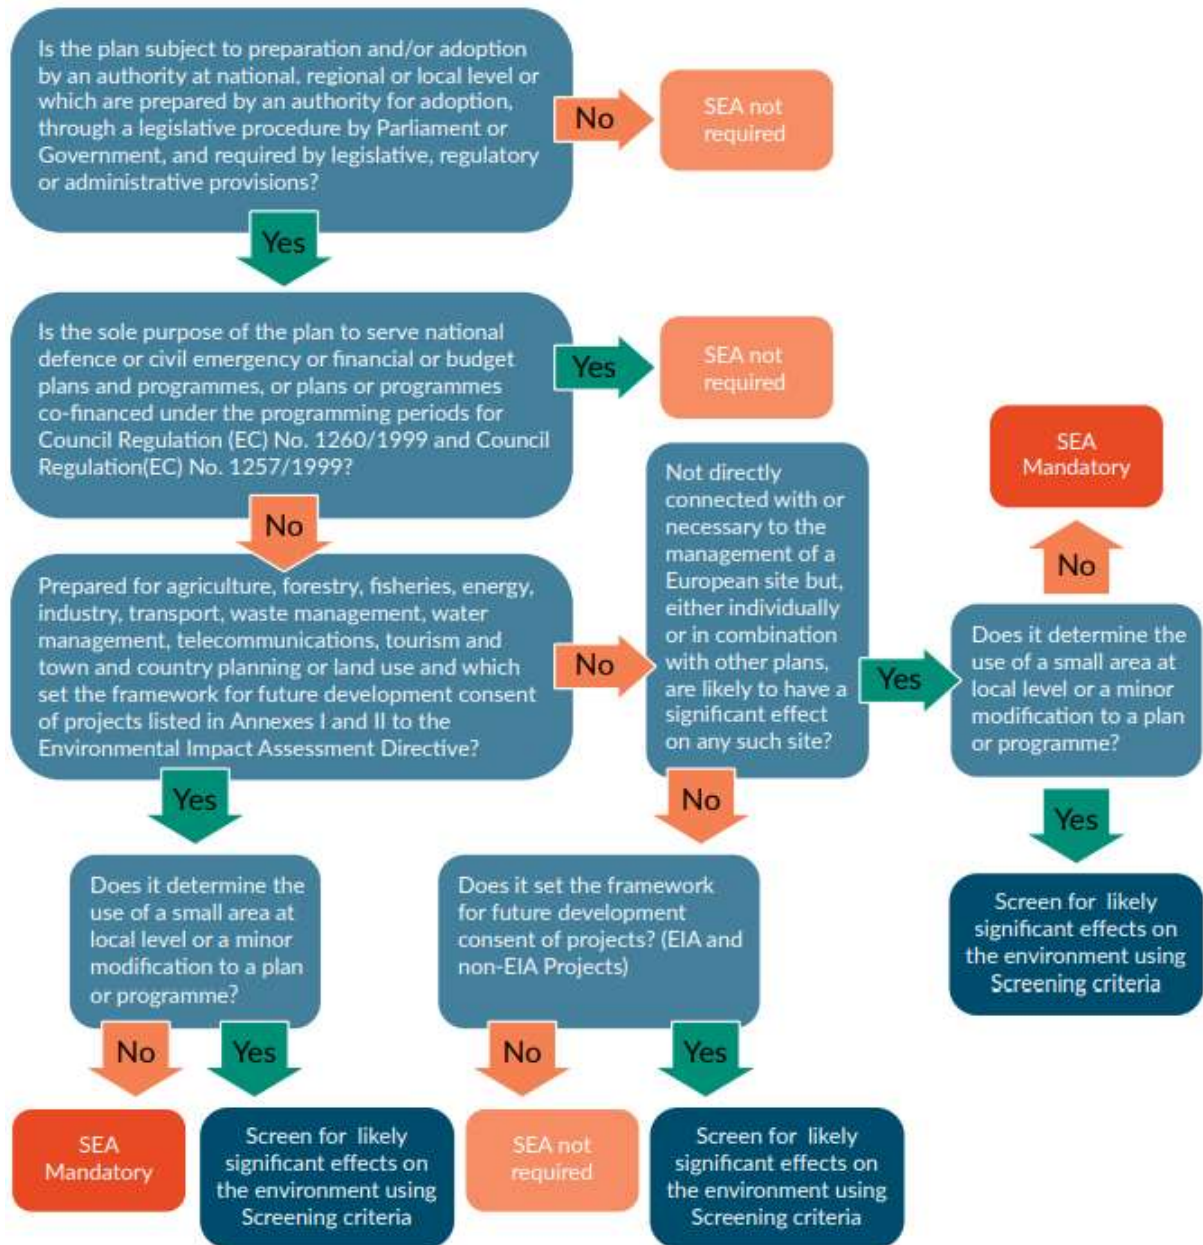 Is the plan subject to preparation and/or adoption
by an authority at national, regional or local level or
which are prepared by an authority for adoption,
through a legislative procedure by Parliament or
Government, and required by legislative, regulatory
or administrative provisions?
No
SEA not
required
Yes
Is the sole purpose of the plan to serve national
defence or civil emergency or financial or budget
plans and programmes, or plans or programmes
co-financed under the programming periods for
Council Regulation (EC) No. 1260/1999 and Council
Regulation(EC) No. 1257/1999?
Yes
SEA not
required
No
Prepared for agriculture, forestry, fisheries, energy,
industry, transport, waste management, water
management, telecommunications, tourism and
town and country planning or land use and which
set the framework for future development consent
of projects listed in Annexes I and II to the
Environmental Impact Assessment Directive?
No
Not directly
connected with or
necessary to the
management of a
European site but,
either individually
or in combination
with other plans,
are likely to have a
significant effect
on any such site?
Yes
Does it determine the
use of a small area at
local level or a minor
modification to a plan
or programme?
No
SEA
Mandatory
Yes
Screen for likely
significant effects on
the environment using
Screening criteria
Yes
Does it determine the
use of a small area at
local level or a minor
modification to a plan
or programme?
No
SEA
Mandatory
Yes
Screen for likely
significant effects on
the environment using
Screening criteria
No
Does it set the framework
for future development
consent of projects? (EIA and
non-EIA Projects)
No
SEA not
required
Yes
Screen for likely
significant effects on
the environment using
Screening criteria